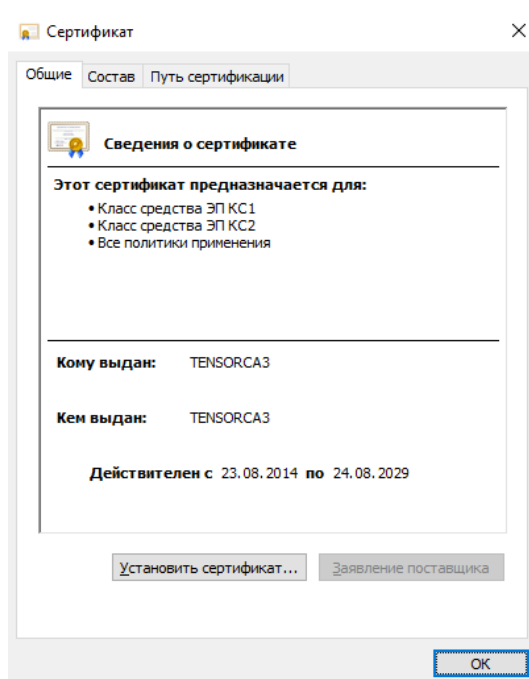 Сертификат
Общие Состав Путь сертификации
Сведения о сертификате
Этот сертификат предназначается для:
• Класс средства ЭП КС1
• Класс средства ЭП КС2
• Все политики применения
Кому выдан: TENSORCA3
Кем выдан: TENSORCA3
Действителен с 23.08.2014 по 24.08.2029
Установить сертификат... Заявление поставщика
ОК